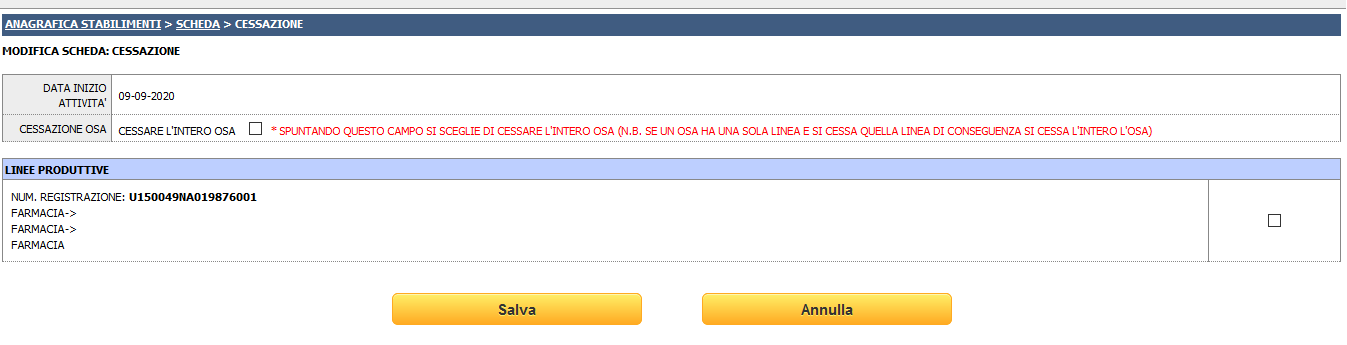 ANAGRAFICA STABILIMENTI > SCHEDA > CESSAZIONE
MODIFICA SCHEDA: CESSAZIONE
DATA INIZIO
ATTIVITA'
09-09-2020
CESSAZIONE OSA
CESSARE L'INTERO OSA * SPUNTANDO QUESTO CAMPO SI SCEGLIE DI CESSARE L'INTERO OSA (N.B. SE UN OSA HA UNA SOLA LINEA E SI CESSA QUELLA LINEA DI CONSEGUENZA SI CESSA L'INTERO L'OSA)
LINEE PRODUTTIVE
NUM. REGISTRAZIONE: U150049NA019876001
FARMACIA->
FARMACIA->
FARMACIA
Salva
Annulla